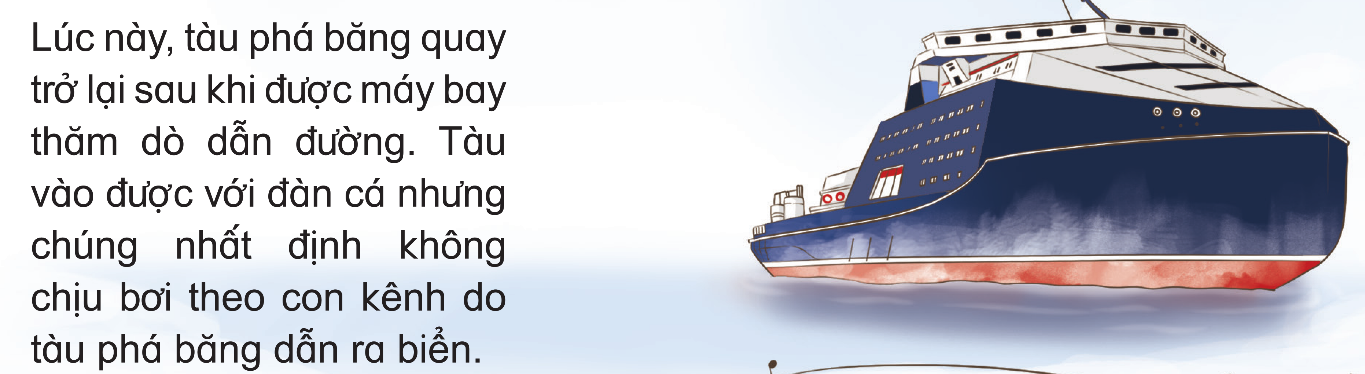 Lúc này, tàu phá băng quay
trở lại sau khi được máy bay
thăm dò dẫn đường. Tàu
vào được với đàn cá nhưng
chúng nhất định không
chịu bơi theo con kênh do
tàu phá băng dẫn ra biển.